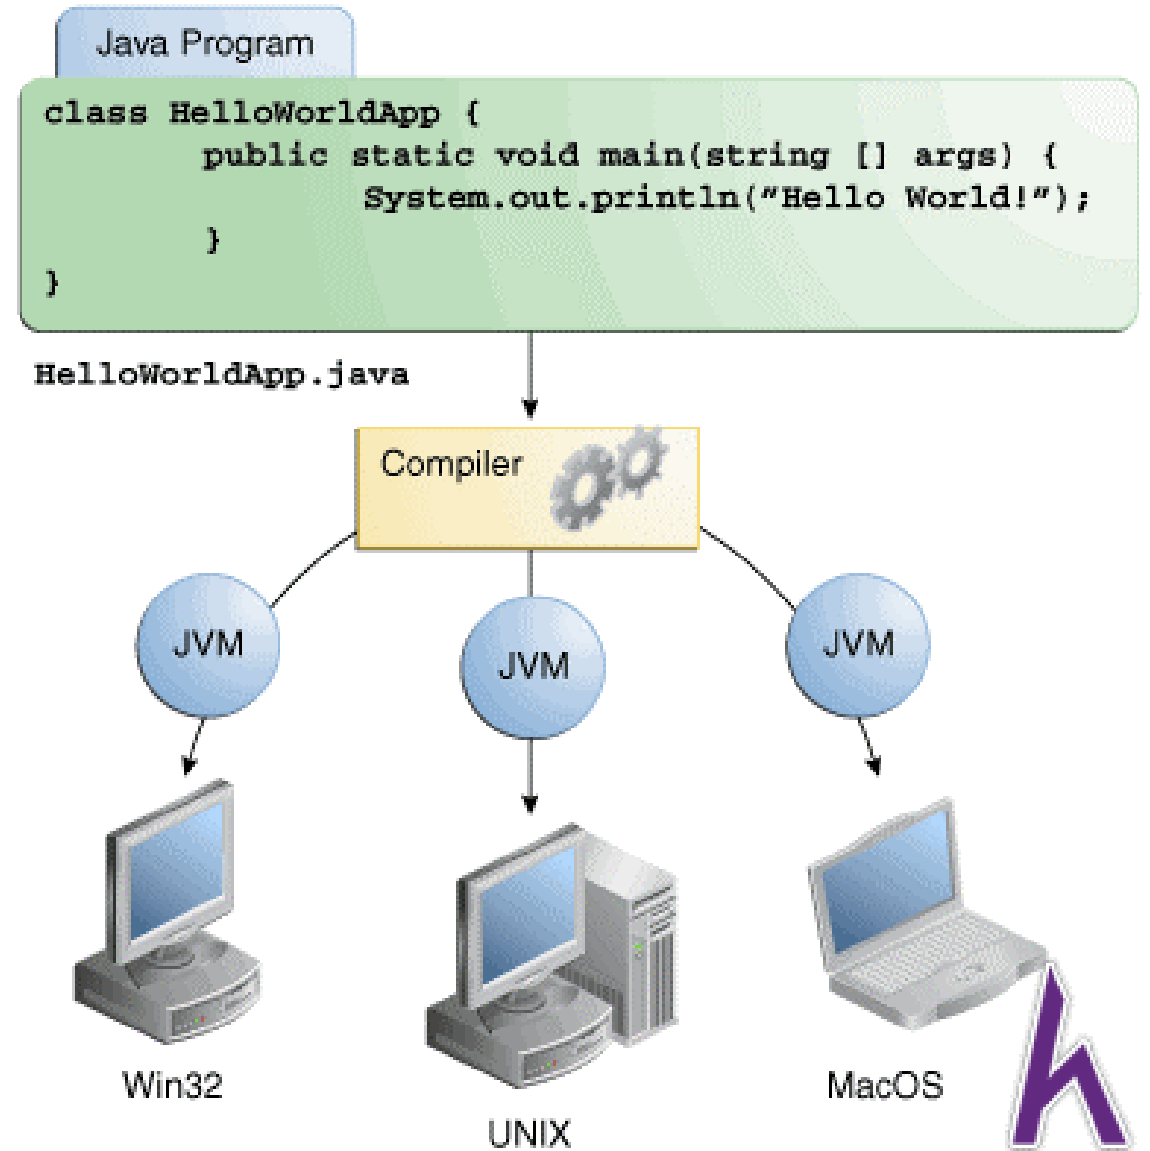 Java Program
class HelloWorldApp {
public static void main(string [] args) {
System.out.println("Hello World!");
}
}
HelloWorldApp.java
Compiler
JVM
JVM
JVM
Win32
UNIX
MacOS
h